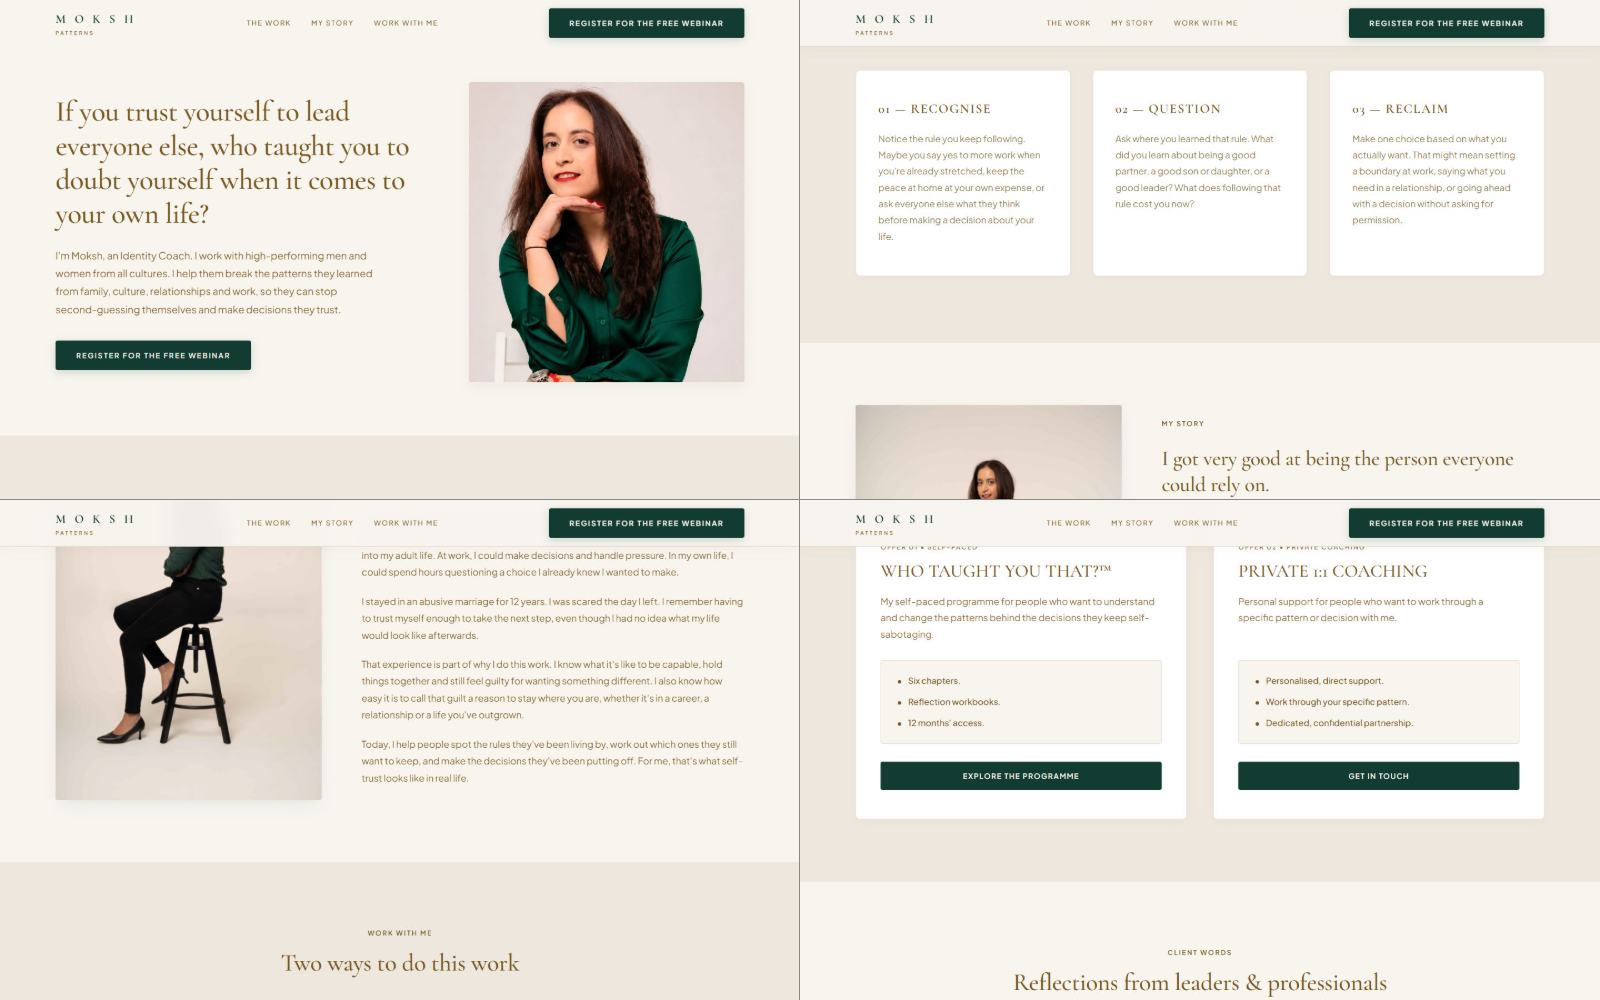 MOKSH
PATTERNS
THE WORK
MY STORY
WORK WITH ME
REGISTER FOR THE FREE WEBINAR
If you trust yourself to lead
everyone else, who taught you to
doubt yourself when it comes to
your own life?
I'm Moksh, an Identity Coach. I work with high-performing men and
women from all cultures. I help them break the patterns they learned
from family, culture, relationships and work, so they can stop
second-guessing themselves and make decisions they trust.
REGISTER FOR THE FREE WEBINAR
MOKSH
PATTERNS
THE WORK
MY STORY
WORK WITH ME
REGISTER FOR THE FREE WEBINAR
01 — RECOGNISE
Notice the rule you keep following.
Maybe you say yes to more work when
you're already stretched, keep the
peace at home at your own expense, or
ask everyone else what they think
before making a decision about your
life.
02 — QUESTION
Ask where you learned that rule. What
did you learn about being a good
partner, a good son or daughter, or a
good leader? What does following that
rule cost you now?
03 — RECLAIM
Make one choice based on what you
actually want. That might mean setting
a boundary at work, saying what you
need in a relationship, or going ahead
with a decision without asking for
permission.
MY STORY
I got very good at being the person everyone
could rely on.
MOKSH
PATTERNS
THE WORK
MY STORY
WORK WITH ME
REGISTER FOR THE FREE WEBINAR
into my adult life. At work, I could make decisions and handle pressure. In my own life, I
could spend hours questioning a choice I already knew I wanted to make.
I stayed in an abusive marriage for 12 years. I was scared the day I left. I remember having
to trust myself enough to take the next step, even though I had no idea what my life
would look like afterwards.
That experience is part of why I do this work. I know what it's like to be capable, hold
things together and still feel guilty for wanting something different. I also know how
easy it is to call that guilt a reason to stay where you are, whether it's in a career, a
relationship or a life you've outgrown.
Today, I help people spot the rules they've been living by, work out which ones they still
want to keep, and make the decisions they've been putting off. For me, that's what self-
trust looks like in real life.
WORK WITH ME
Two ways to do this work
MOKSH
PATTERNS
THE WORK
MY STORY
WORK WITH ME
REGISTER FOR THE FREE WEBINAR
OFFER 01 • SELF-PACED
WHO TAUGHT YOU THAT?™
My self-paced programme for people who want to understand
and change the patterns behind the decisions they keep self-
sabotaging.
• Six chapters.
• Reflection workbooks.
• 12 months' access.
EXPLORE THE PROGRAMME
OFFER 02 • PRIVATE COACHING
PRIVATE 1:1 COACHING
Personal support for people who want to work through a
specific pattern or decision with me.
• Personalised, direct support.
• Work through your specific pattern.
• Dedicated, confidential partnership.
GET IN TOUCH
CLIENT WORDS
Reflections from leaders & professionals